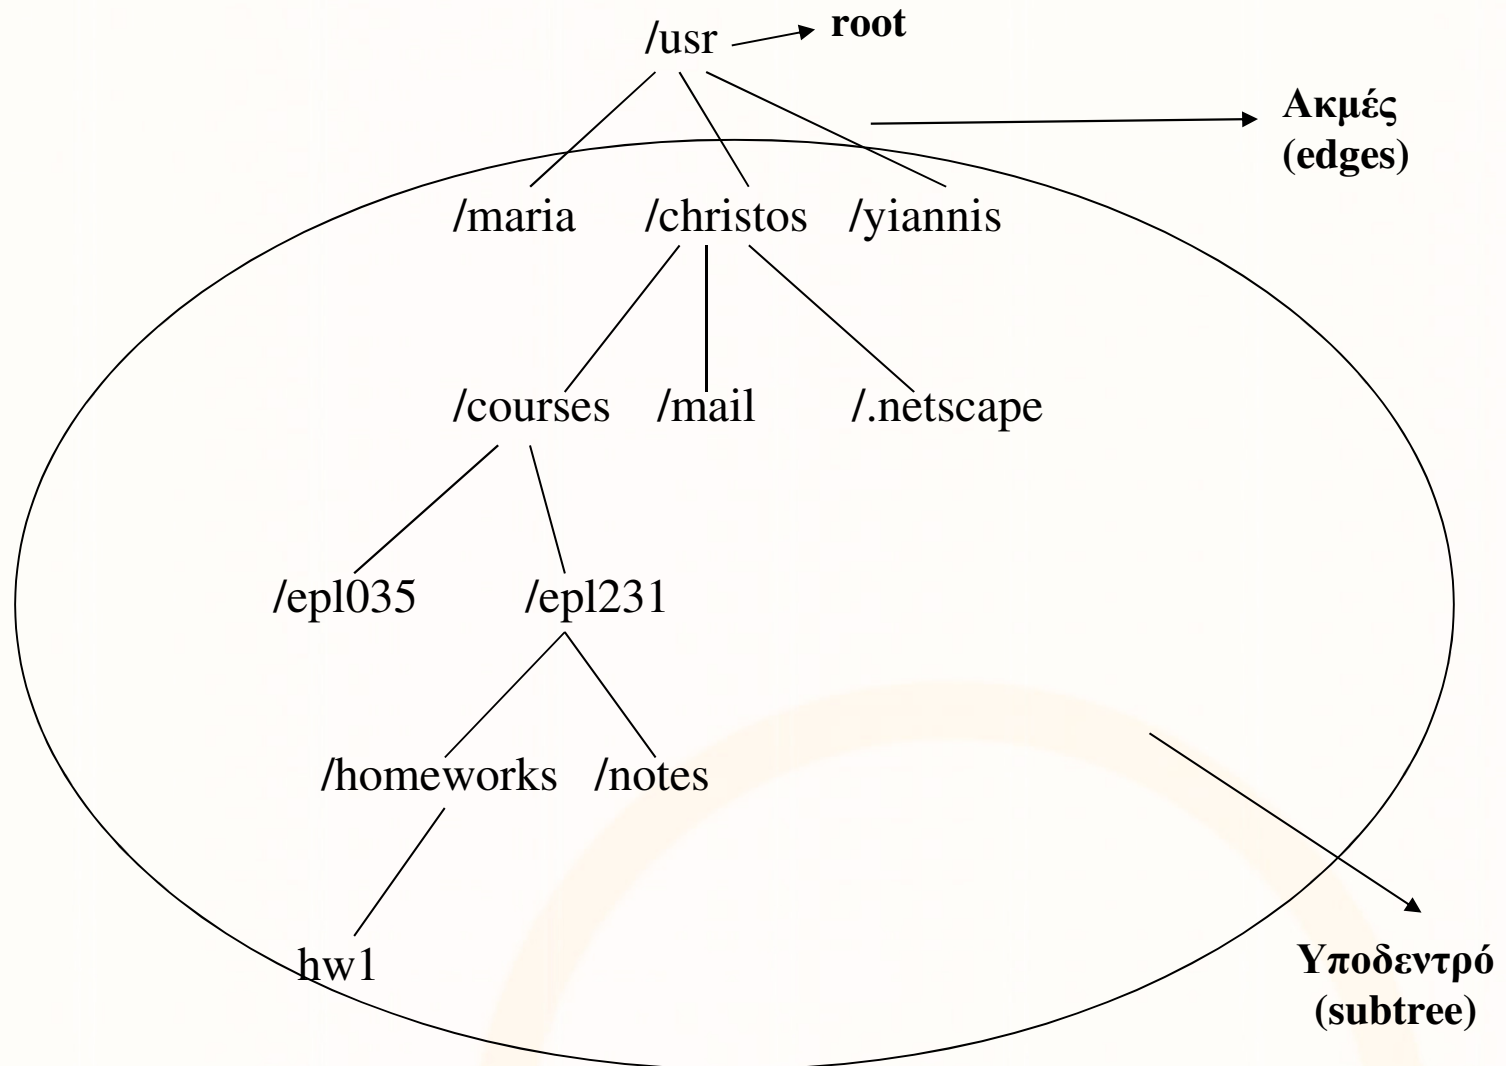 /usr
root
Ακμές
(edges)
/maria /christos /yiannis
/courses /mail /.netscape
/epl035 /epl231
/homeworks /notes
hw1
Υποδεντρό
(subtree)